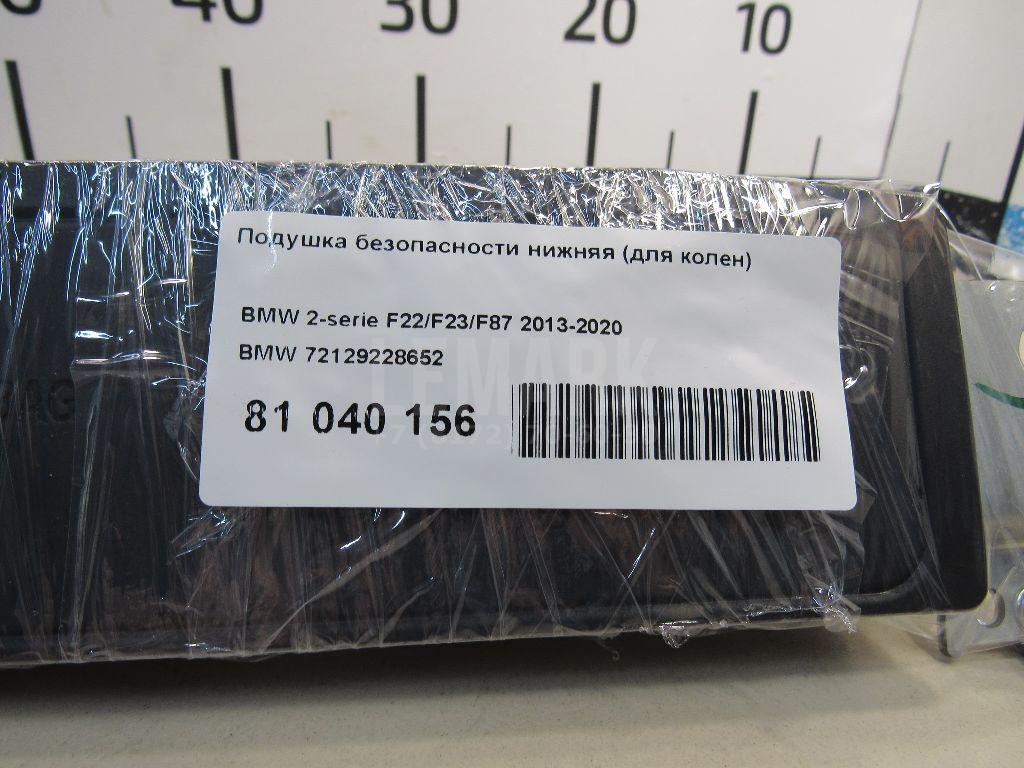 40 30 20 10
Подушка безопасности нижняя (для колен)
BMW 2-serie F22/F23/F87 2013-2020
BMW 72129228652
LEMARK
81 040 156